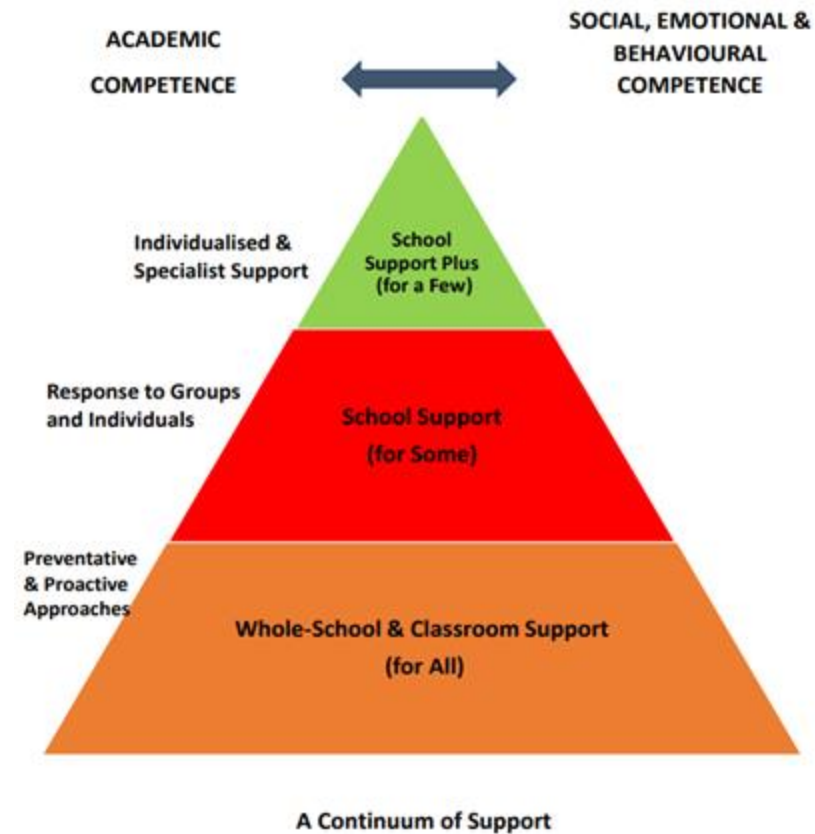 ACADEMIC
COMPETENCE
SOCIAL, EMOTIONAL &
BEHAVIOURAL
COMPETENCE
Individualised &
Specialist Support
School
Support Plus
(for a Few)
Response to Groups
and Individuals
School Support
(for Some)
Preventative
& Proactive
Approaches
Whole-School & Classroom Support
(for All)
A Continuum of Support